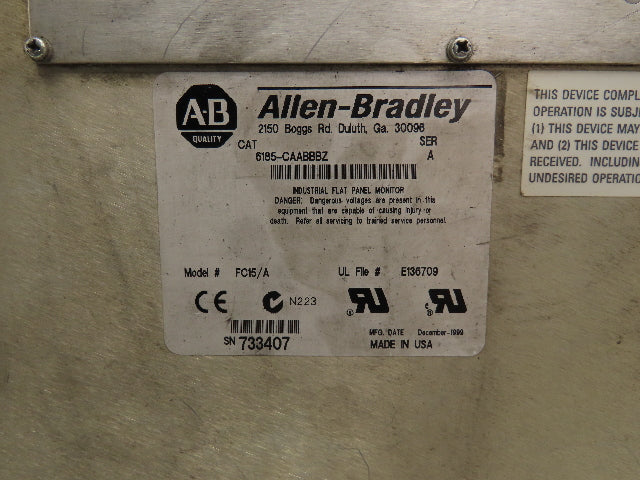 AB
QUALITY
Allen-Bradley
2150 Boggs Rd. Duluth, Ga. 30096
CAT SER
6185-CAABBBZ A
INDUSTRIAL FLAT PANEL MONITOR
DANGER: Dangerous voltages are present in this
equipment that are capable of causing injury or
death. Refer all servicing to trained service personnel
Model # FC15/A UL File # E136709
CE N223
MFG. DATE December-1999
SN 733407 MADE IN USA
THIS DEVICE COMPL
OPERATION IS SUBJE
(1) THIS DEVICE MAY
AND (2) THIS DEVICE
RECEIVED. INCLUDIN
UNDESIRED OPERATIO